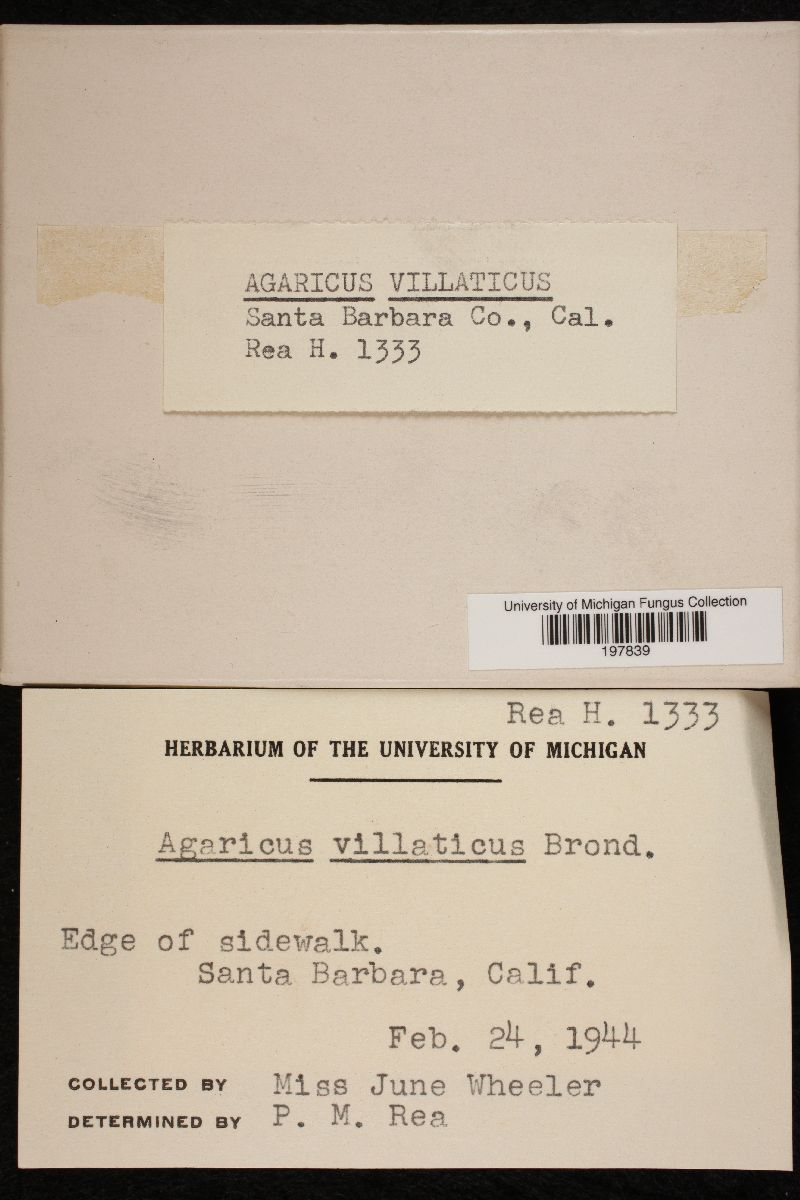 AGARICUS VILLATICUS
Santa Barbara Co., Cal.
Rea H. 1333
University of Michigan Fungus Collection
197839
Rea H. 1333
HERBARIUM OF THE UNIVERSITY OF MICHIGAN
Agaricus villaticus Brond.
Edge of sidewalk.
Santa Barbara, Calif.
Feb. 24, 1944
COLLECTED BY Miss June Wheeler
DETERMINED BY P. M. Rea